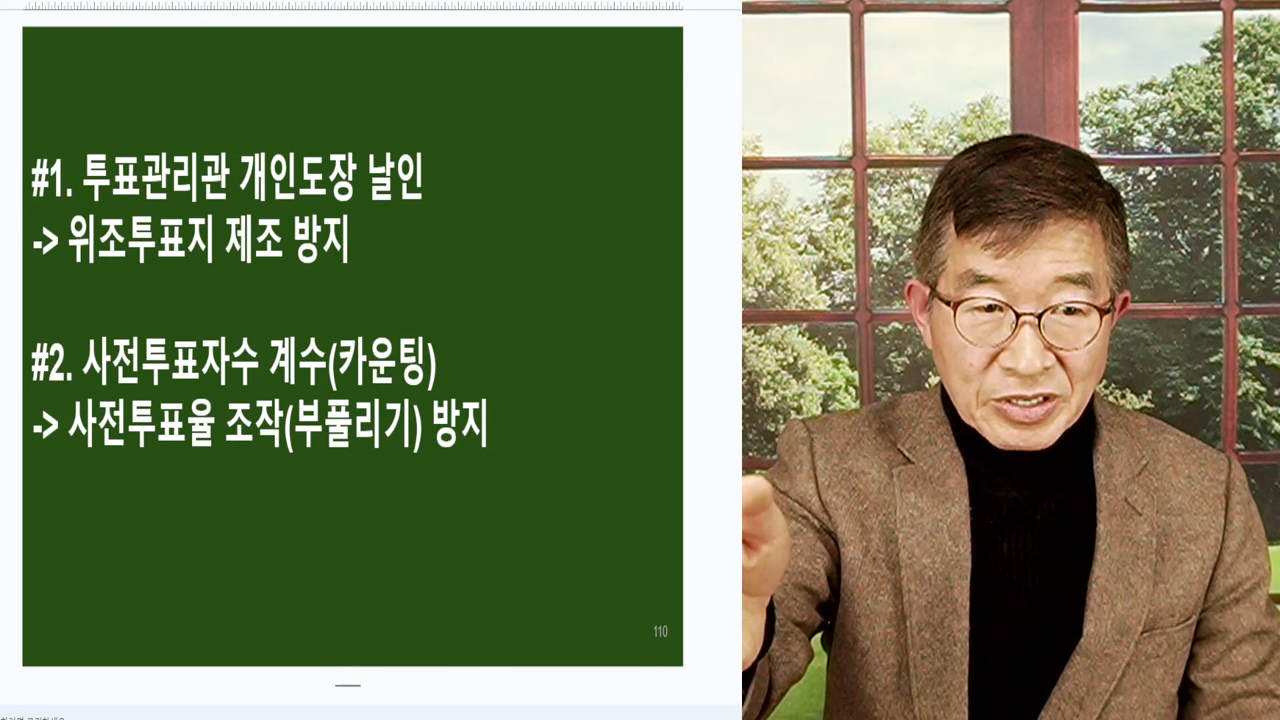 #1. 투표관리관 개인도장 날인
-> 위조투표지 제조 방지
#2. 사전투표자수 계수(카운팅)
-> 사전투표율 조작(부풀리기) 방지
110